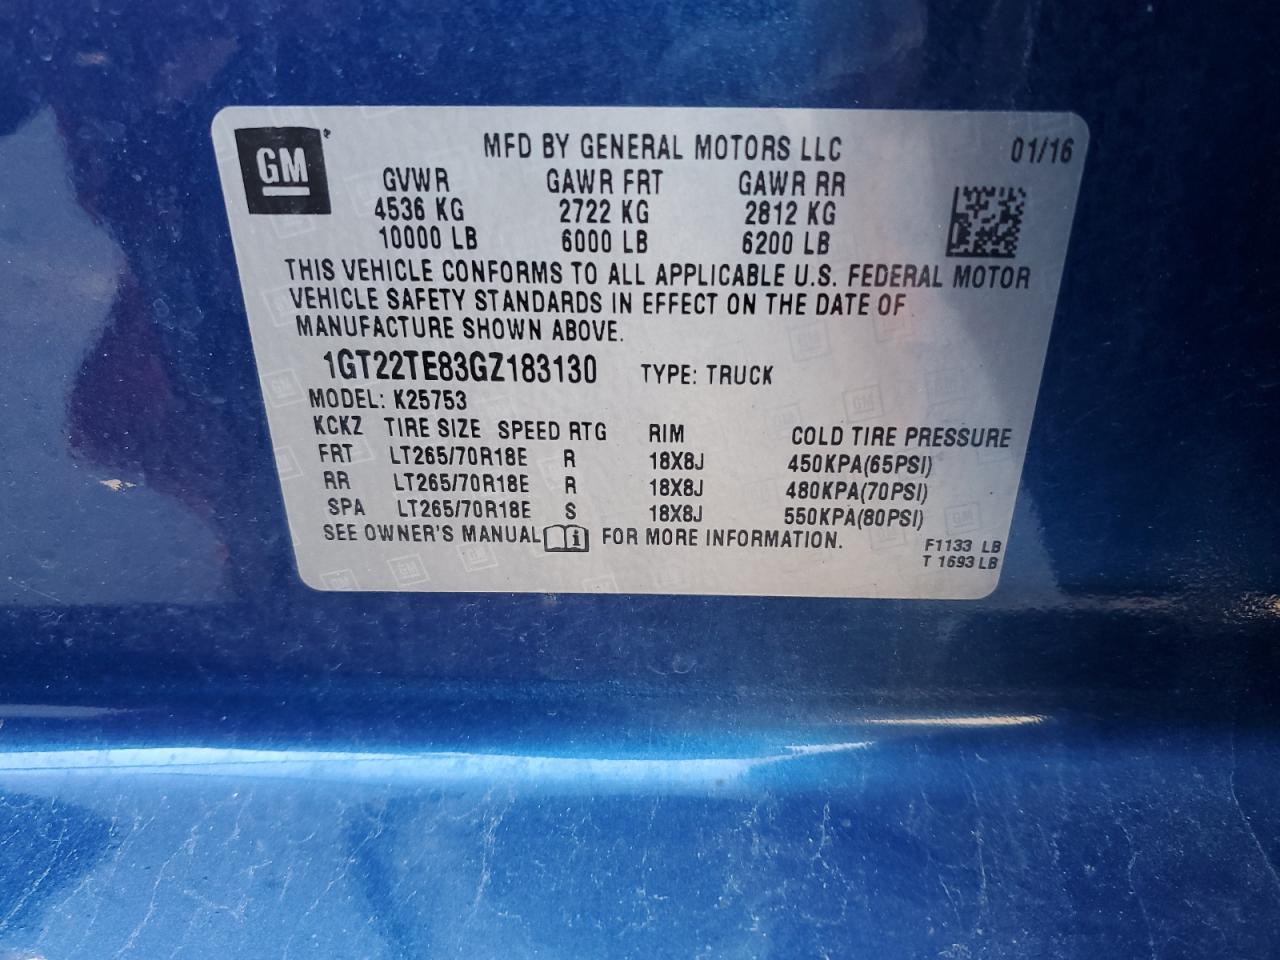 GM
MFD BY GENERAL MOTORS LLC 01/16
GVWR GAWR FRT GAWR RR
4536 KG 2722 KG 2812 KG
10000 LB 6000 LB 6200 LB
THIS VEHICLE CONFORMS TO ALL APPLICABLE U.S. FEDERAL MOTOR
VEHICLE SAFETY STANDARDS IN EFFECT ON THE DATE OF
MANUFACTURE SHOWN ABOVE.
1GT22TE83GZ183130 TYPE: TRUCK
MODEL: K25753
KCKZ TIRE SIZE SPEED RTG RIM COLD TIRE PRESSURE
FRT LT265/70R18E R 18X8J 450KPA(65PSI)
RR LT265/70R18E R 18X8J 480KPA(70PSI)
SPA LT265/70R18E S 18X8J 550KPA(80PSI)
SEE OWNER'S MANUAL i FOR MORE INFORMATION.
F1133 LB
T 1693 LB